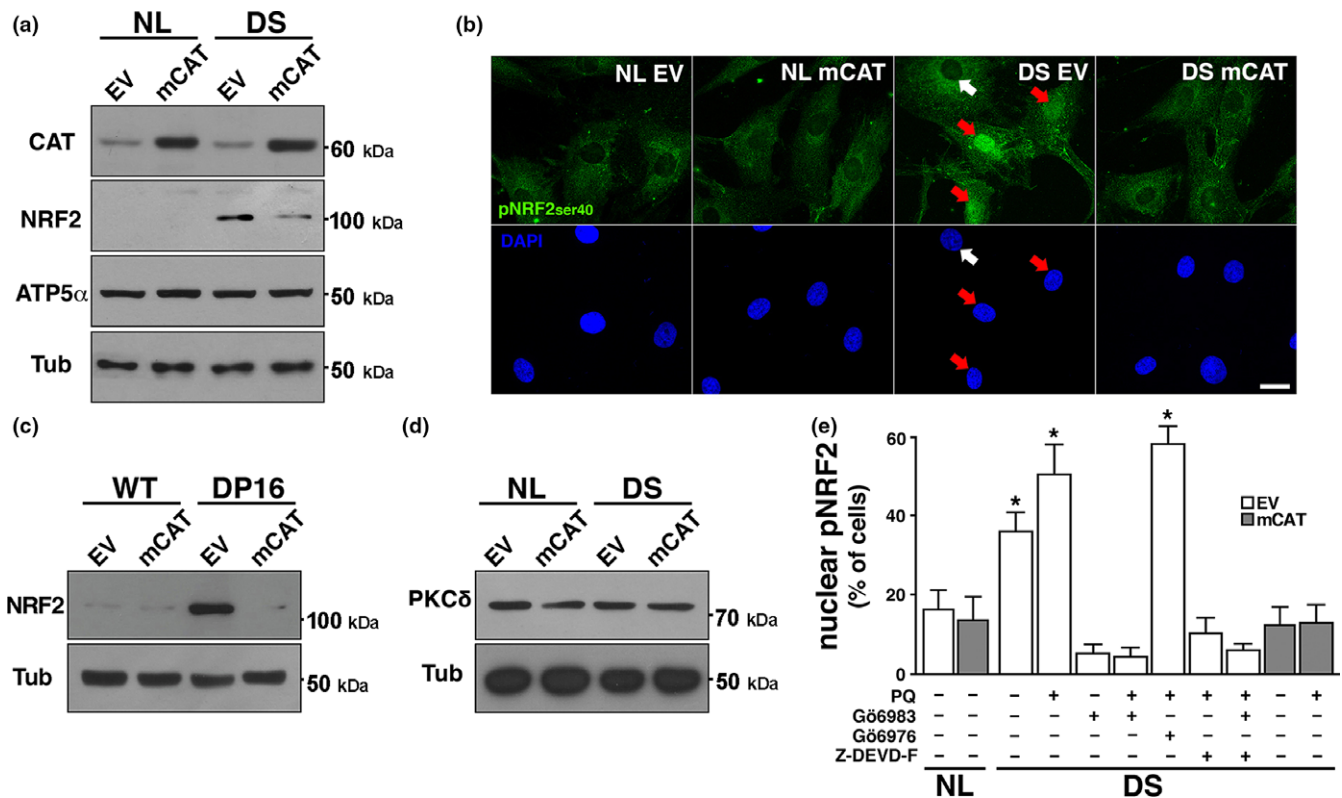 (a)
NL DS
EV mCAT EV mCAT
CAT 60 kDa
NRF2 100 kDa
ATP5α 50 kDa
Tub 50 kDa
(b)
NL EV NL mCAT DS EV DS mCAT
pNRF2ser40
DAPI
(c)
WT DP16
EV mCAT EV mCAT
NRF2 100 kDa
Tub 50 kDa
(d)
NL DS
EV mCAT EV mCAT
PKCδ 70 kDa
Tub 50 kDa
(e)
nuclear pNRF2
(% of cells)
60
40
20
0
* * *
EV
mCAT
PQ – – – + – + + + + – +
Gö6983 – – – – + + – – + – –
Gö6976 – – – – – – + – – – –
Z-DEVD-F – – – – – – – + + – –
NL DS